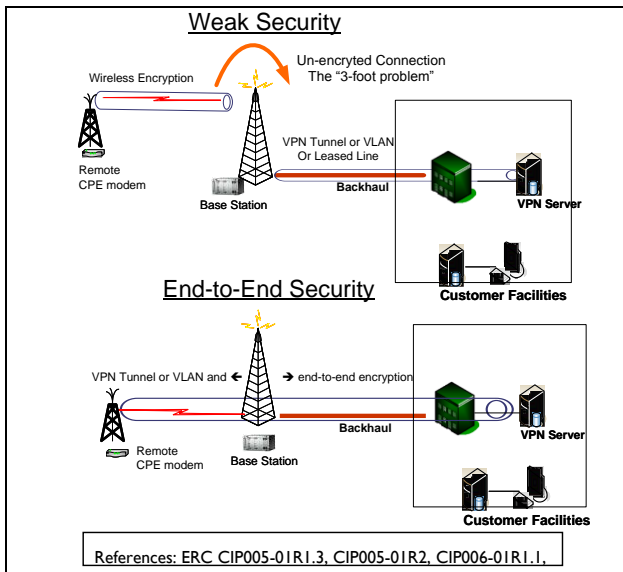 Weak Security
Un-encryted Connection
The "3-foot problem"
Wireless Encryption
VPN Tunnel or VLAN
Or Leased Line
Remote
CPE modem
Base Station
Backhaul
VPN Server
Customer Facilities
End-to-End Security
VPN Tunnel or VLAN and ← → end-to-end encryption
Backhaul
Remote
CPE modem
Base Station
VPN Server
Customer Facilities
References: ERC CIP005-01R1.3, CIP005-01R2, CIP006-01R1.1,